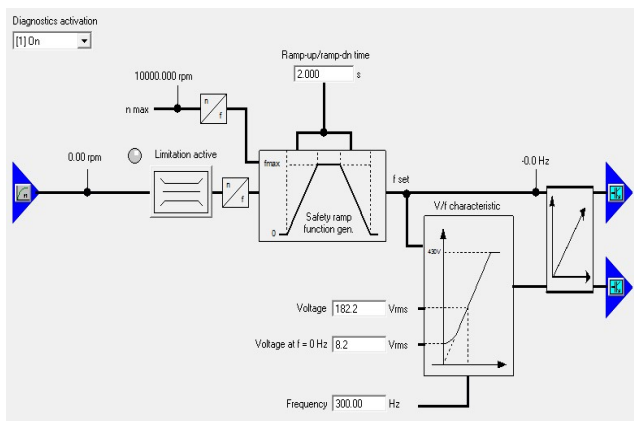 Diagnostics activation
[1] On
Ramp-up/ramp-dn time
2.000 s
10000.000 rpm
n max
n
f
0.00 rpm
Limitation active
n
f
fmax
0
Safety ramp
function gen.
f set
-0.0 Hz
V/f characteristic
430V
Voltage 182.2 Vrms
Voltage at f = 0 Hz 8.2 Vrms
Frequency 300.00 Hz